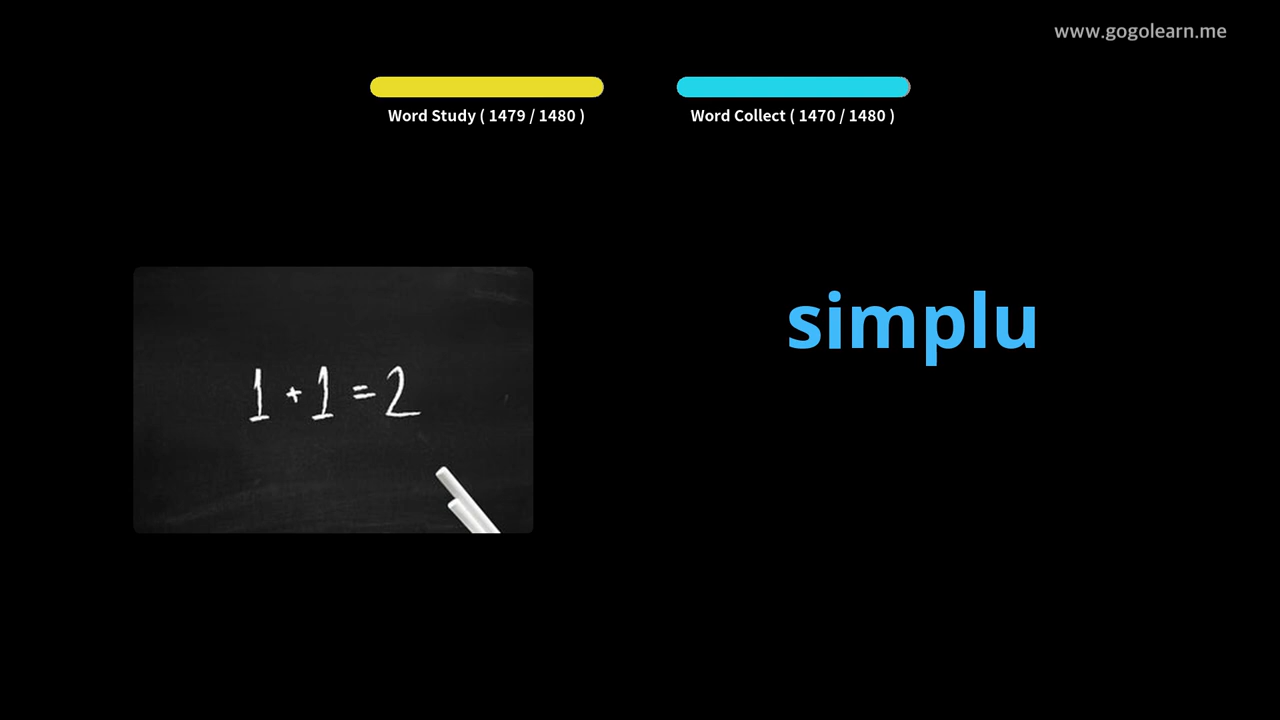 www.gogolearn.me
Word Study ( 1479 / 1480 )
Word Collect ( 1470 / 1480 )
simplu
1 + 1 = 2